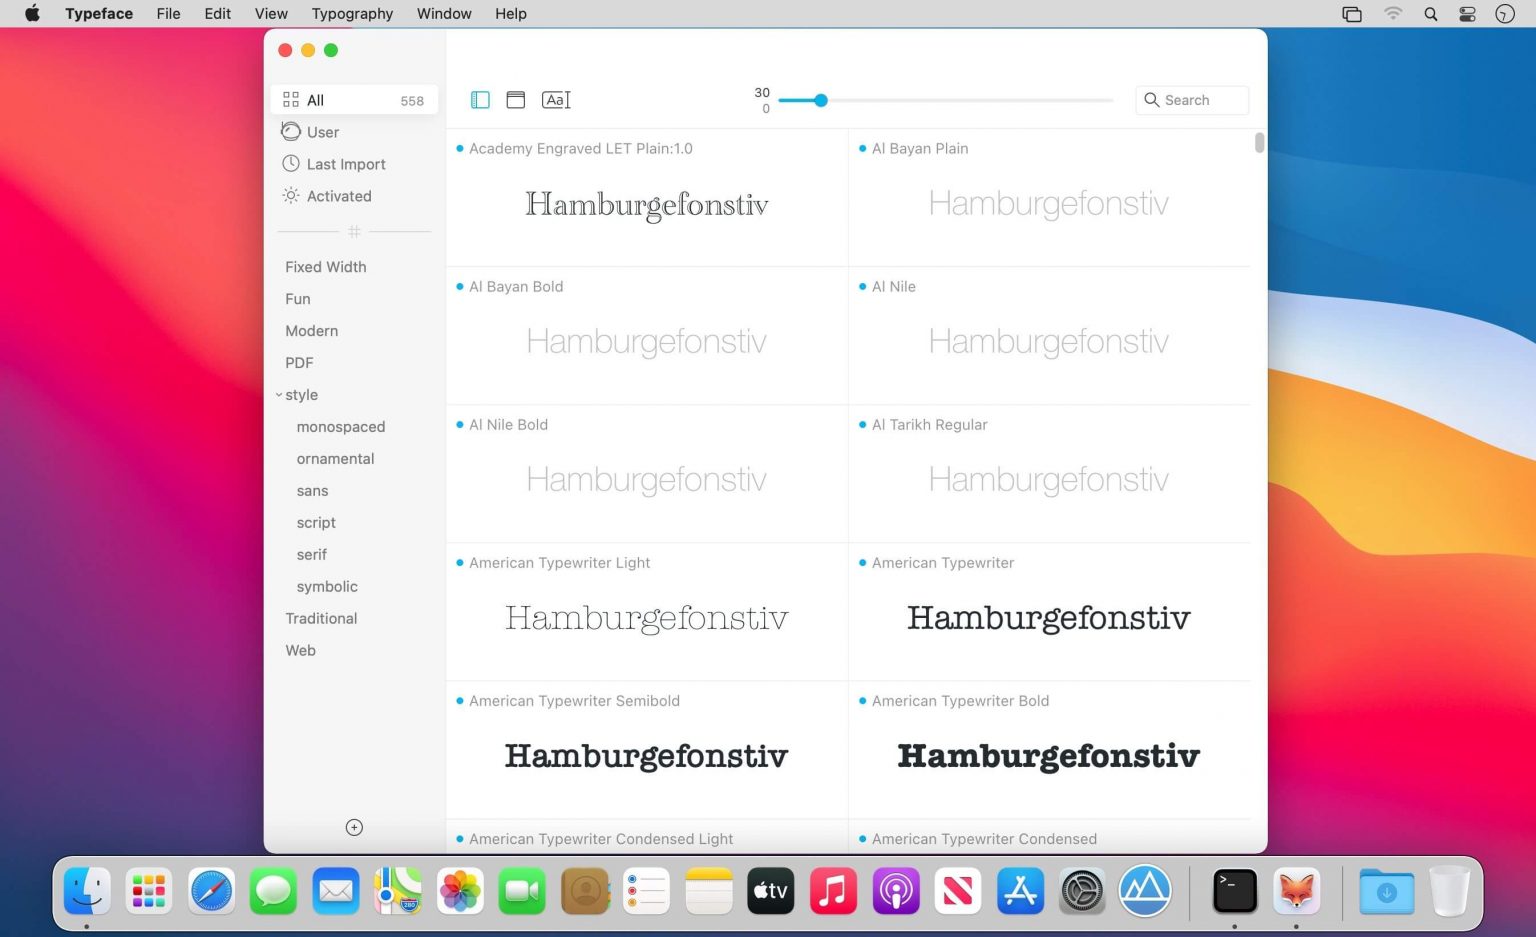 Typeface File Edit View Typography Window Help
All 558
User
Last Import
Activated
#
Fixed Width
Fun
Modern
PDF
style
monospaced
ornamental
sans
script
serif
symbolic
Traditional
Web
Aa
30
0
Search
Academy Engraved LET Plain:1.0
Hamburgefonstiv
Al Bayan Plain
Hamburgefonstiv
Al Bayan Bold
Hamburgefonstiv
Al Nile
Hamburgefonstiv
Al Nile Bold
Hamburgefonstiv
Al Tarikh Regular
Hamburgefonstiv
American Typewriter Light
Hamburgefonstiv
American Typewriter
Hamburgefonstiv
American Typewriter Semibold
Hamburgefonstiv
American Typewriter Bold
Hamburgefonstiv
American Typewriter Condensed Light
American Typewriter Condensed
280
tv
>_